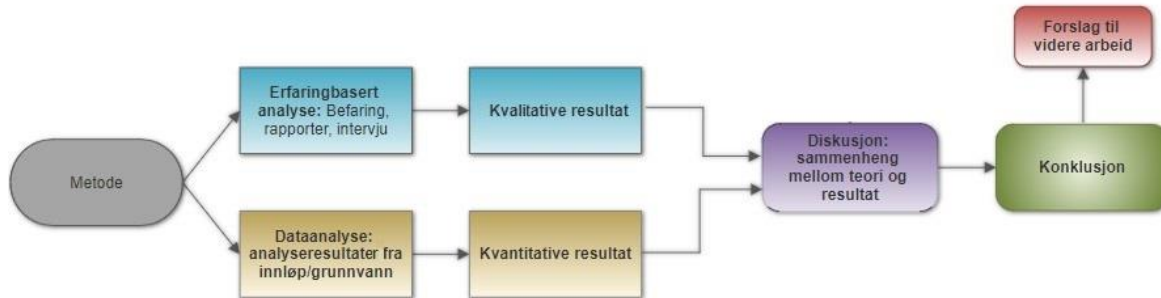 Metode
Erfaringbasert
analyse: Befaring,
rapporter, intervju
Kvalitative resultat
Dataanalyse:
analyseresultater fra
innløp/grunnvann
Kvantitative resultat
Diskusjon:
sammenheng
mellom teori og
resultat
Konklusjon
Forslag til
videre arbeid